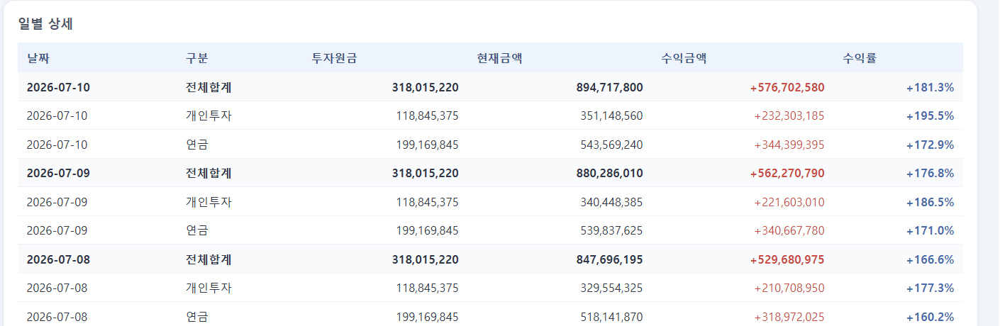 일별 상세
날짜 구분 투자원금 현재금액 수익금액 수익률
2026-07-10 전체합계 318,015,220 894,717,800 +576,702,580 +181.3%
2026-07-10 개인투자 118,845,375 351,148,560 +232,303,185 +195.5%
2026-07-10 연금 199,169,845 543,569,240 +344,399,395 +172.9%
2026-07-09 전체합계 318,015,220 880,286,010 +562,270,790 +176.8%
2026-07-09 개인투자 118,845,375 340,448,385 +221,603,010 +186.5%
2026-07-09 연금 199,169,845 539,837,625 +340,667,780 +171.0%
2026-07-08 전체합계 318,015,220 847,696,195 +529,680,975 +166.6%
2026-07-08 개인투자 118,845,375 329,554,325 +210,708,950 +177.3%
2026-07-08 연금 199,169,845 518,141,870 +318,972,025 +160.2%